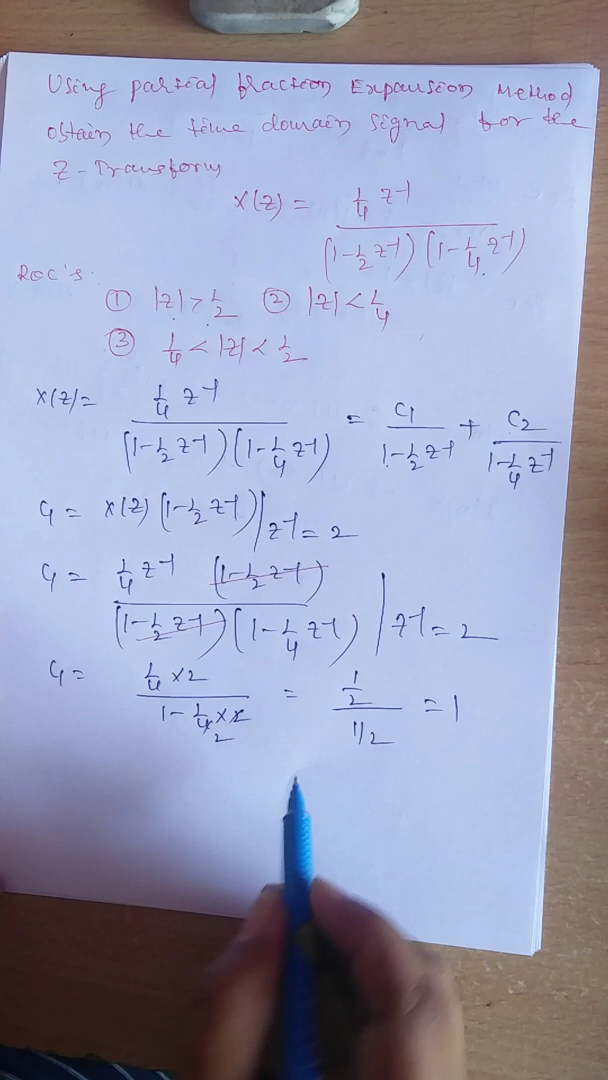 Using partial fraction Expansion Method
obtain the time domain signal for the
Z-Transform
X(z) = 1/4 z⁻¹ / (1-1/2 z⁻¹)(1-1/4 z⁻¹)
ROC's.
① |z|>1/2 ② |z|<1/4
③ 1/4<|z|<1/2
X(z)= 1/4 z⁻¹ / (1-1/2 z⁻¹)(1-1/4 z⁻¹) = C1 / 1-1/2 z⁻¹ + C2 / 1-1/4 z⁻¹
C1 = X(z)(1-1/2 z⁻¹)|z⁻¹=2
C1 = 1/4 z⁻¹ (1-1/2 z⁻¹) / (1-1/2 z⁻¹)(1-1/4 z⁻¹) | z⁻¹=2
C1 = 1/4 x2 / 1-1/4 x 2 = 1/2 / 1/2 = 1
2